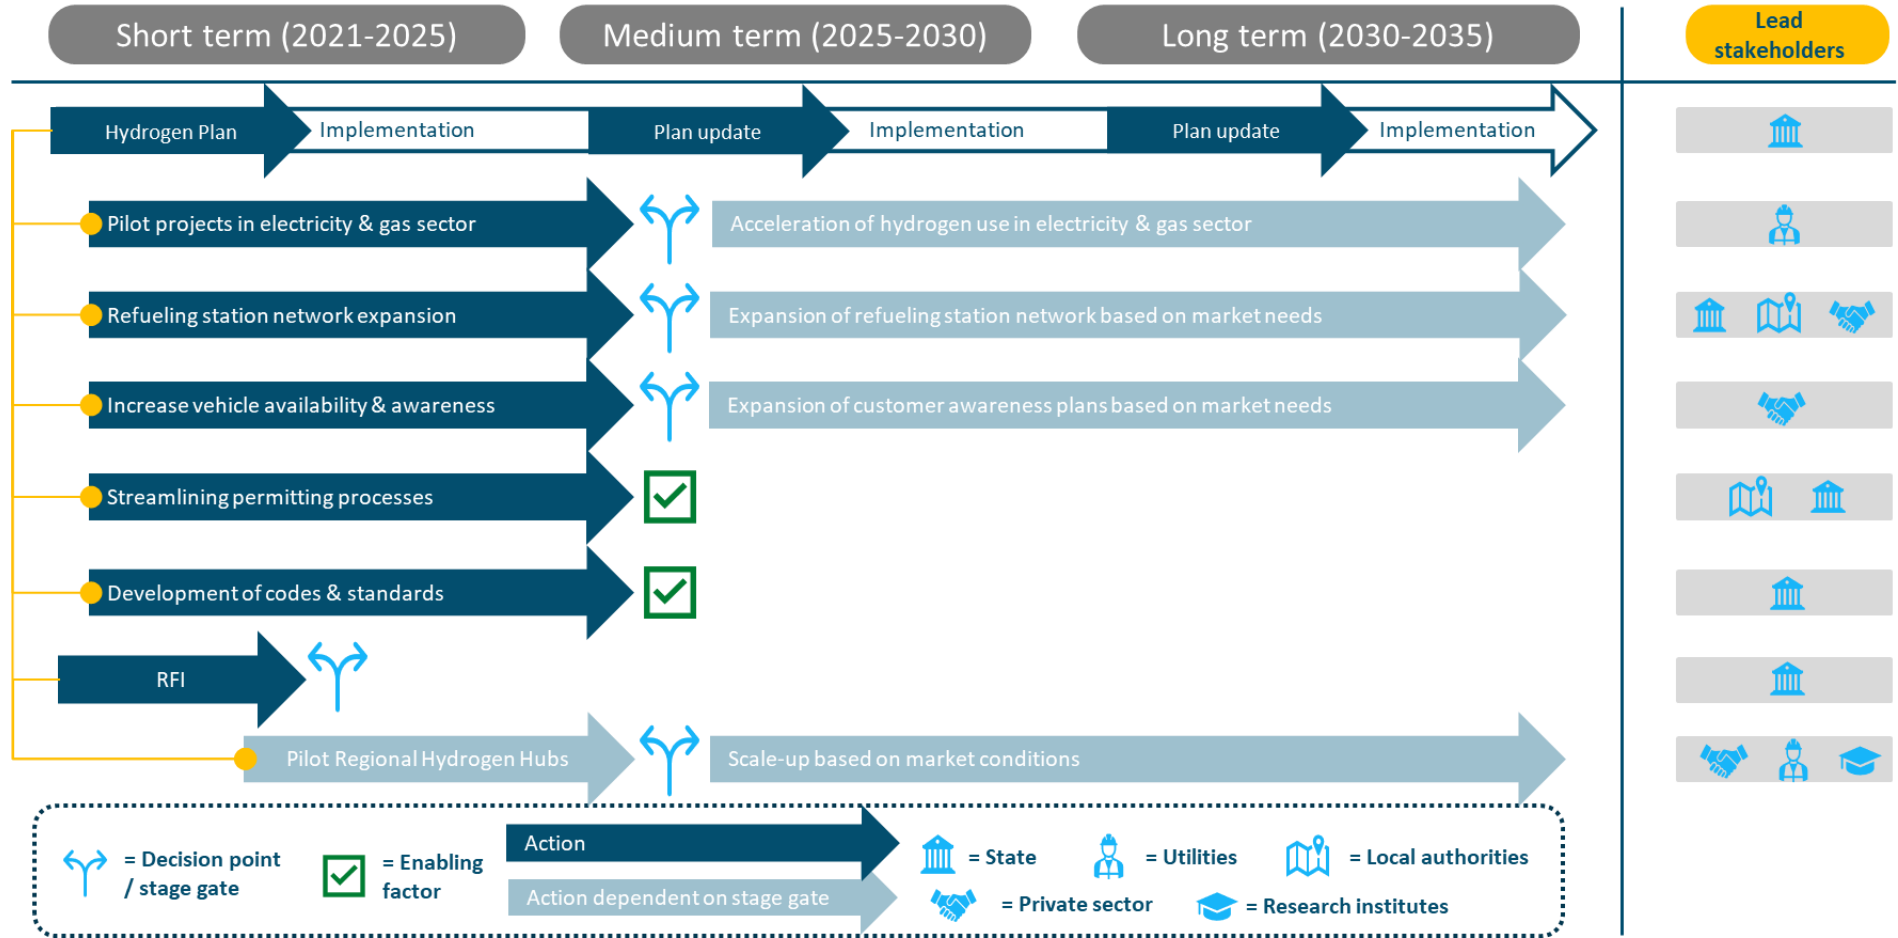 Short term (2021-2025)
Medium term (2025-2030)
Long term (2030-2035)
Lead
stakeholders
Hydrogen Plan
Implementation
Plan update
Implementation
Plan update
Implementation
Pilot projects in electricity & gas sector
Acceleration of hydrogen use in electricity & gas sector
Refueling station network expansion
Expansion of refueling station network based on market needs
Increase vehicle availability & awareness
Expansion of customer awareness plans based on market needs
Streamlining permitting processes
Development of codes & standards
RFI
Pilot Regional Hydrogen Hubs
Scale-up based on market conditions
= Decision point
/ stage gate
= Enabling
factor
Action
Action dependent on stage gate
= State
= Utilities
= Local authorities
= Private sector
= Research institutes